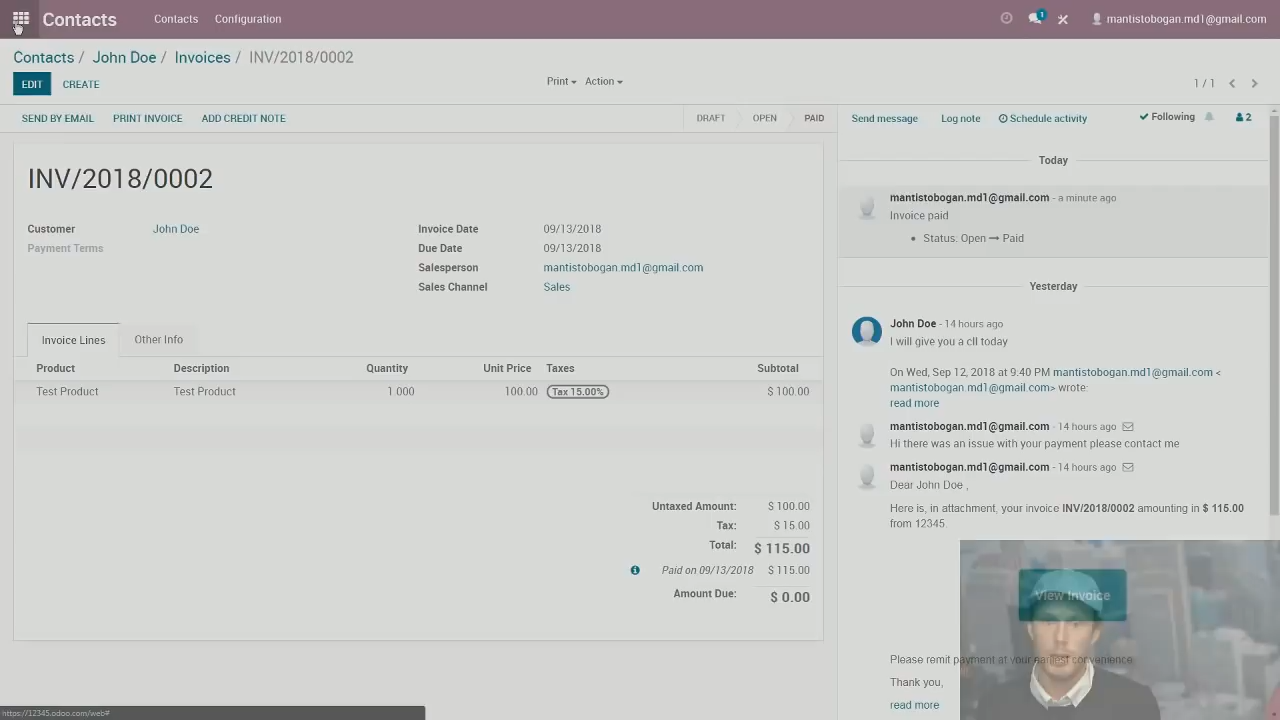 Contacts Contacts Configuration 1 mantistobogan.md1@gmail.com
Contacts / John Doe / Invoices / INV/2018/0002
EDIT CREATE Print Action 1 / 1
SEND BY EMAIL PRINT INVOICE ADD CREDIT NOTE DRAFT OPEN PAID
INV/2018/0002
Customer John Doe
Payment Terms
Invoice Date 09/13/2018
Due Date 09/13/2018
Salesperson mantistobogan.md1@gmail.com
Sales Channel Sales
Invoice Lines Other Info
Product Description Quantity Unit Price Taxes Subtotal
Test Product Test Product 1.000 100.00 Tax 15.00% $ 100.00
Untaxed Amount: $ 100.00
Tax: $ 15.00
Total: $ 115.00
Paid on 09/13/2018 $ 115.00
Amount Due: $ 0.00
Send message Log note Schedule activity Following 2
Today
mantistobogan.md1@gmail.com - a minute ago
Invoice paid
• Status: Open ➞ Paid
Yesterday
John Doe - 14 hours ago
I will give you a cll today
On Wed, Sep 12, 2018 at 9:40 PM mantistobogan.md1@gmail.com <
mantistobogan.md1@gmail.com> wrote:
read more
mantistobogan.md1@gmail.com - 14 hours ago
Hi there was an issue with your payment please contact me
mantistobogan.md1@gmail.com - 14 hours ago
Dear John Doe ,
Here is, in attachment, your invoice INV/2018/0002 amounting in $ 115.00
from 12345.
View Invoice
Please remit payment at your earliest convenience.
Thank you,
read more
https://12345.odoo.com/web#